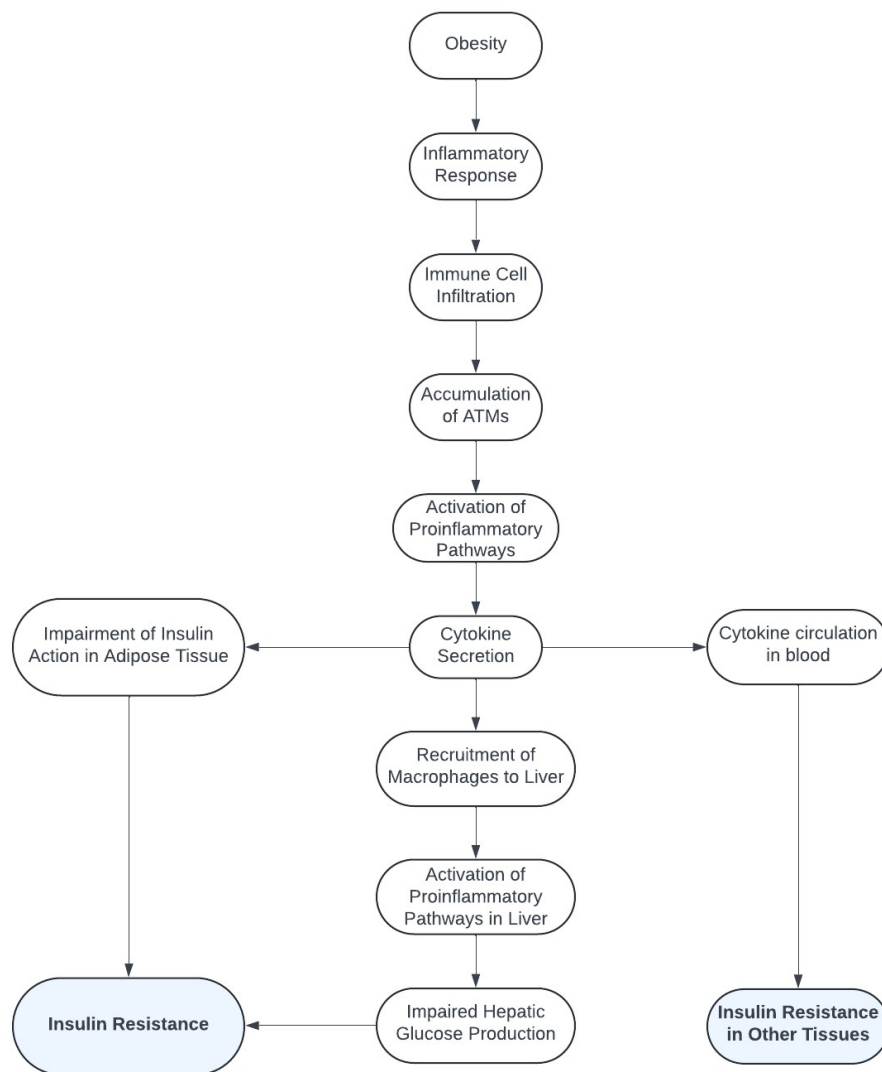 Obesity
Inflammatory
Response
Immune Cell
Infiltration
Accumulation
of ATMs
Activation of
Proinflammatory
Pathways
Impairment of Insulin
Action in Adipose Tissue
Cytokine
Secretion
Cytokine circulation
in blood
Recruitment of
Macrophages to Liver
Activation of
Proinflammatory
Pathways in Liver
Insulin Resistance
Impaired Hepatic
Glucose Production
Insulin Resistance
in Other Tissues